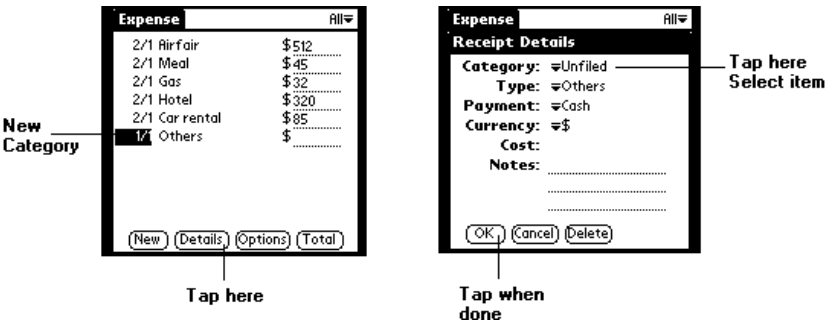 Expense All
2/1 Airfair $512
2/1 Meal $45
2/1 Gas $32
2/1 Hotel $320
2/1 Car rental $85
1/1 Others $
New Details Options Total
New
Category
Tap here
Expense All
Receipt Details
Category: Unfiled
Type: Others
Payment: Cash
Currency: $
Cost:
Notes:
OK Cancel Delete
Tap here
Select item
Tap when
done